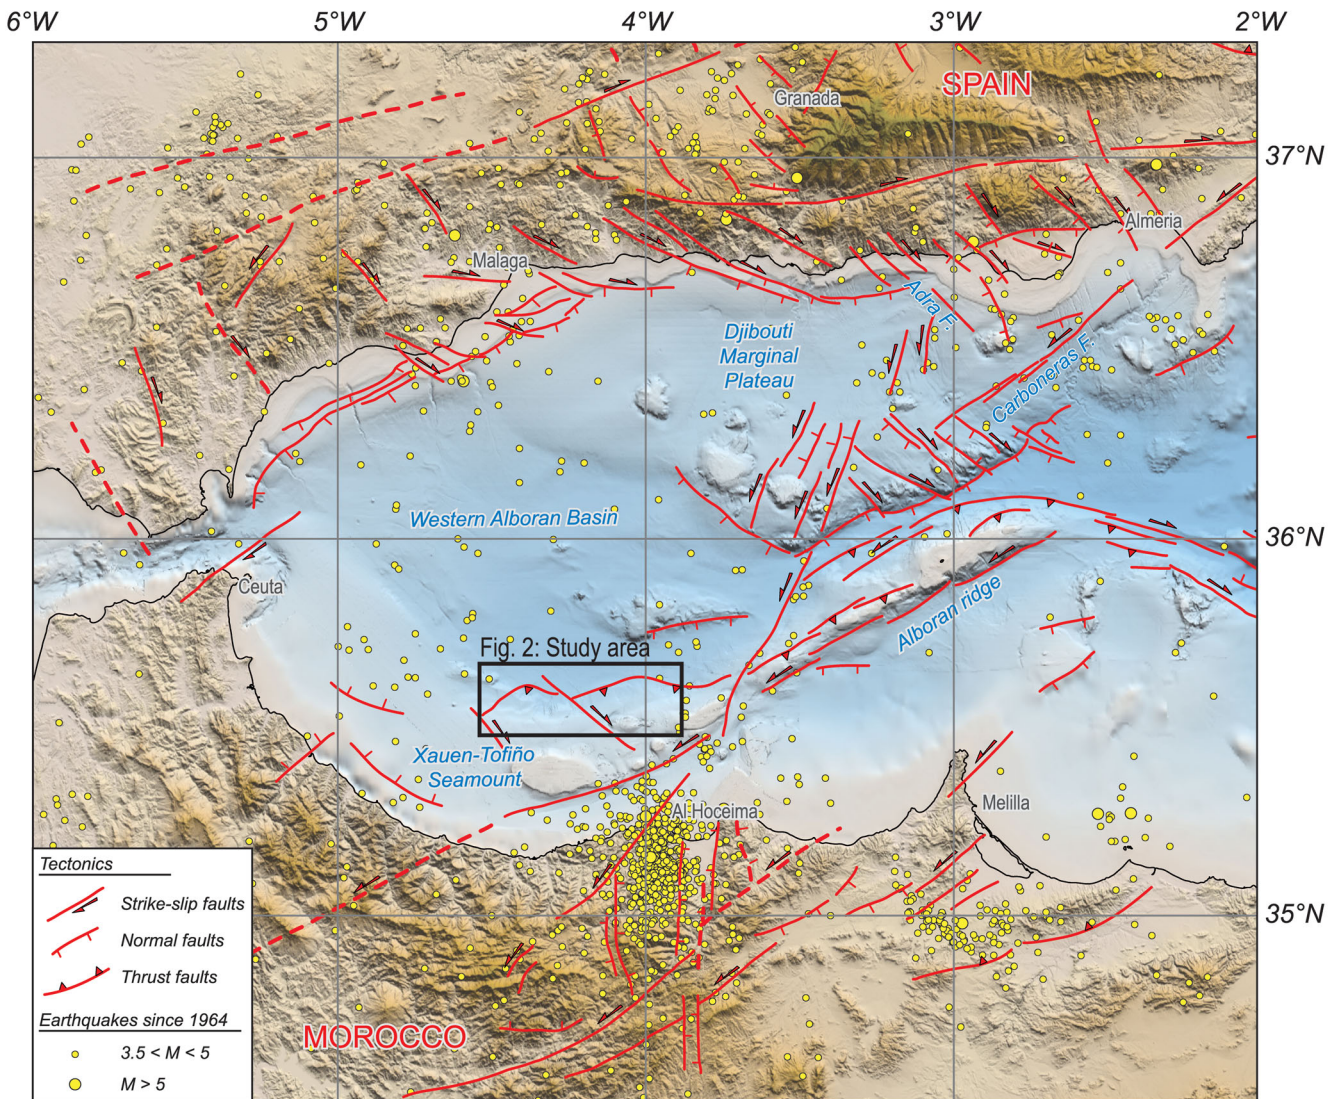 6°W
5°W
4°W
3°W
2°W
SPAIN
Granada
37°N
Almeria
Malaga
Adra F.
Djibouti
Marginal
Plateau
Carboneras F.
Western Alboran Basin
36°N
Ceuta
Alboran ridge
Fig. 2: Study area
Xauen-Tofiño
Seamount
Al Hoceima
Melilla
35°N
MOROCCO
Tectonics
Strike-slip faults
Normal faults
Thrust faults
Earthquakes since 1964
3.5 < M < 5
M > 5